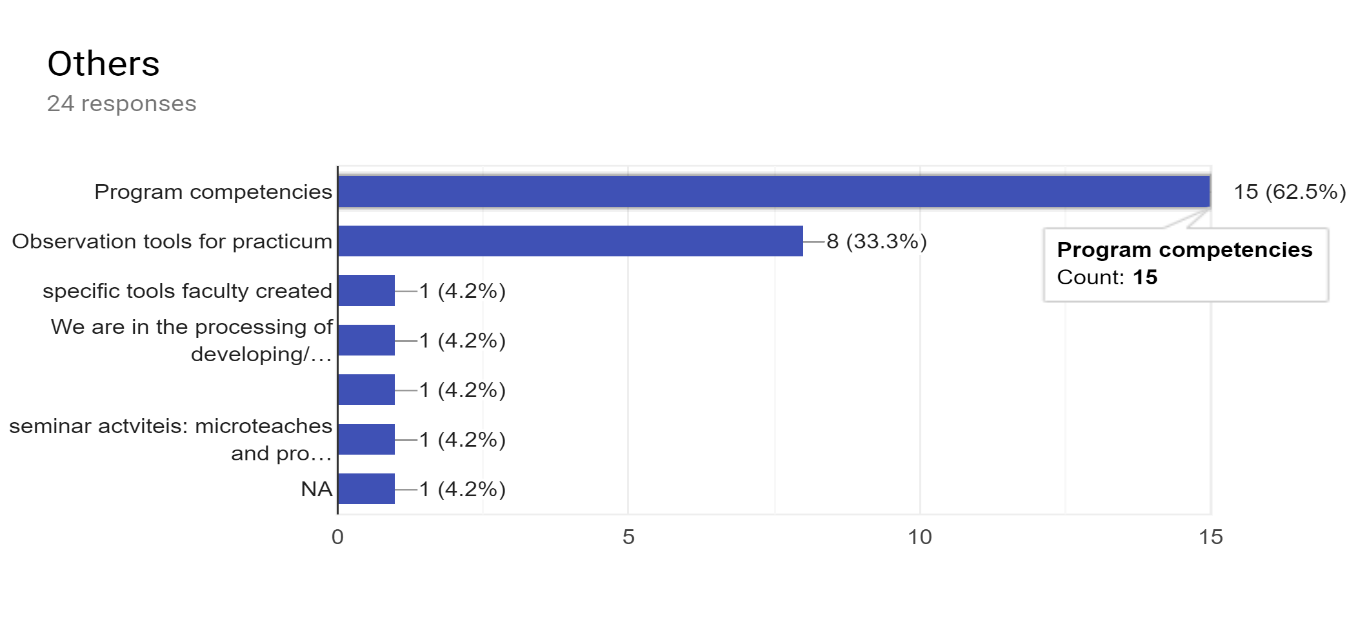 Others
24 responses
Program competencies
15 (62.5%)
Observation tools for practicum
8 (33.3%)
Program competencies
Count: 15
specific tools faculty created
1 (4.2%)
We are in the processing of
developing/…
1 (4.2%)
1 (4.2%)
seminar actviteis: microteaches
and pro…
1 (4.2%)
NA
1 (4.2%)
0
5
10
15